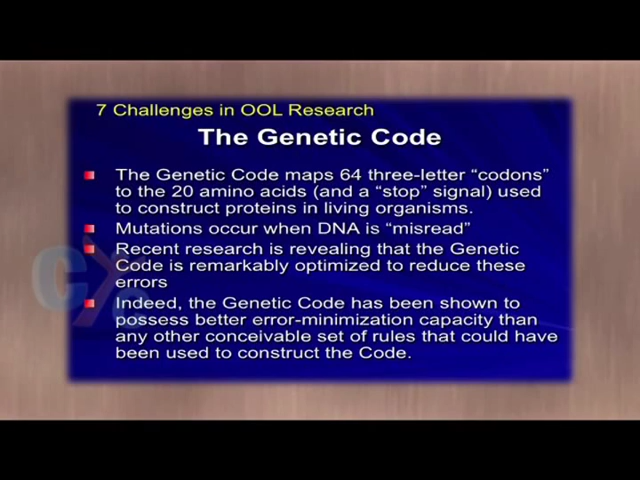 7 Challenges in OOL Research
The Genetic Code
The Genetic Code maps 64 three-letter “codons”
to the 20 amino acids (and a “stop” signal) used
to construct proteins in living organisms.
Mutations occur when DNA is “misread”
Recent research is revealing that the Genetic
Code is remarkably optimized to reduce these
errors
Indeed, the Genetic Code has been shown to
possess better error-minimization capacity than
any other conceivable set of rules that could have
been used to construct the Code.